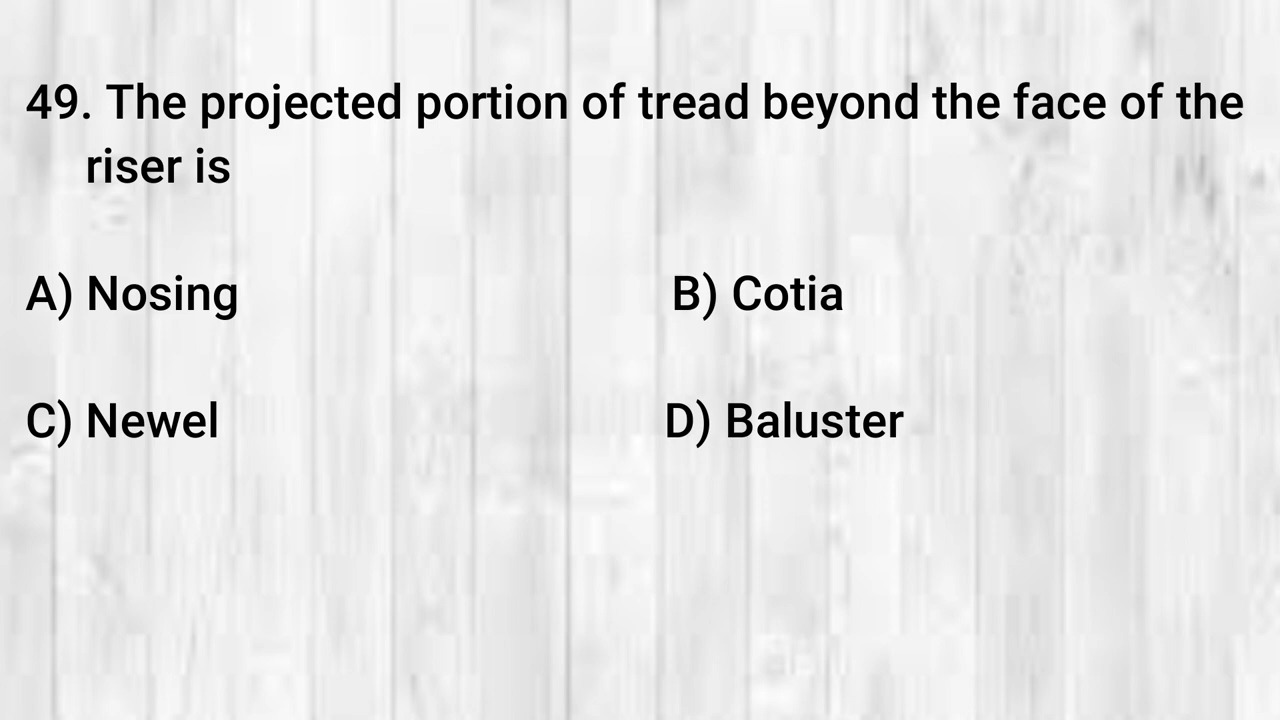 49. The projected portion of tread beyond the face of the
riser is
A) Nosing B) Cotia
C) Newel D) Baluster